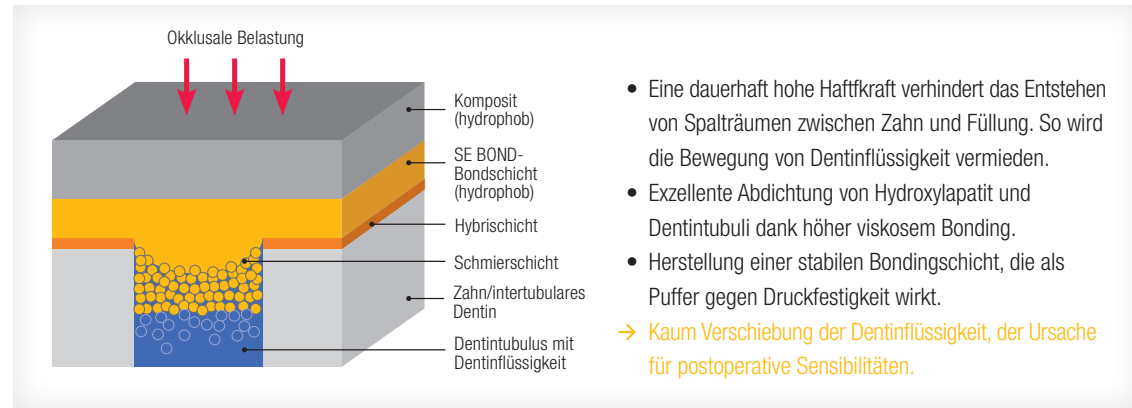 Okklusale Belastung
Komposit
(hydrophob)
SE BOND-
Bondschicht
(hydrophob)
Hybrischicht
Schmierschicht
Zahn/intertubulares
Dentin
Dentintubulus mit
Dentinflüssigkeit
• Eine dauerhaft hohe Haftfkraft verhindert das Entstehen
von Spalträumen zwischen Zahn und Füllung. So wird
die Bewegung von Dentinflüssigkeit vermieden.
• Exzellente Abdichtung von Hydroxylapatit und
Dentintubuli dank höher viskosem Bonding.
• Herstellung einer stabilen Bondingschicht, die als
Puffer gegen Druckfestigkeit wirkt.
→ Kaum Verschiebung der Dentinflüssigkeit, der Ursache
für postoperative Sensibilitäten.